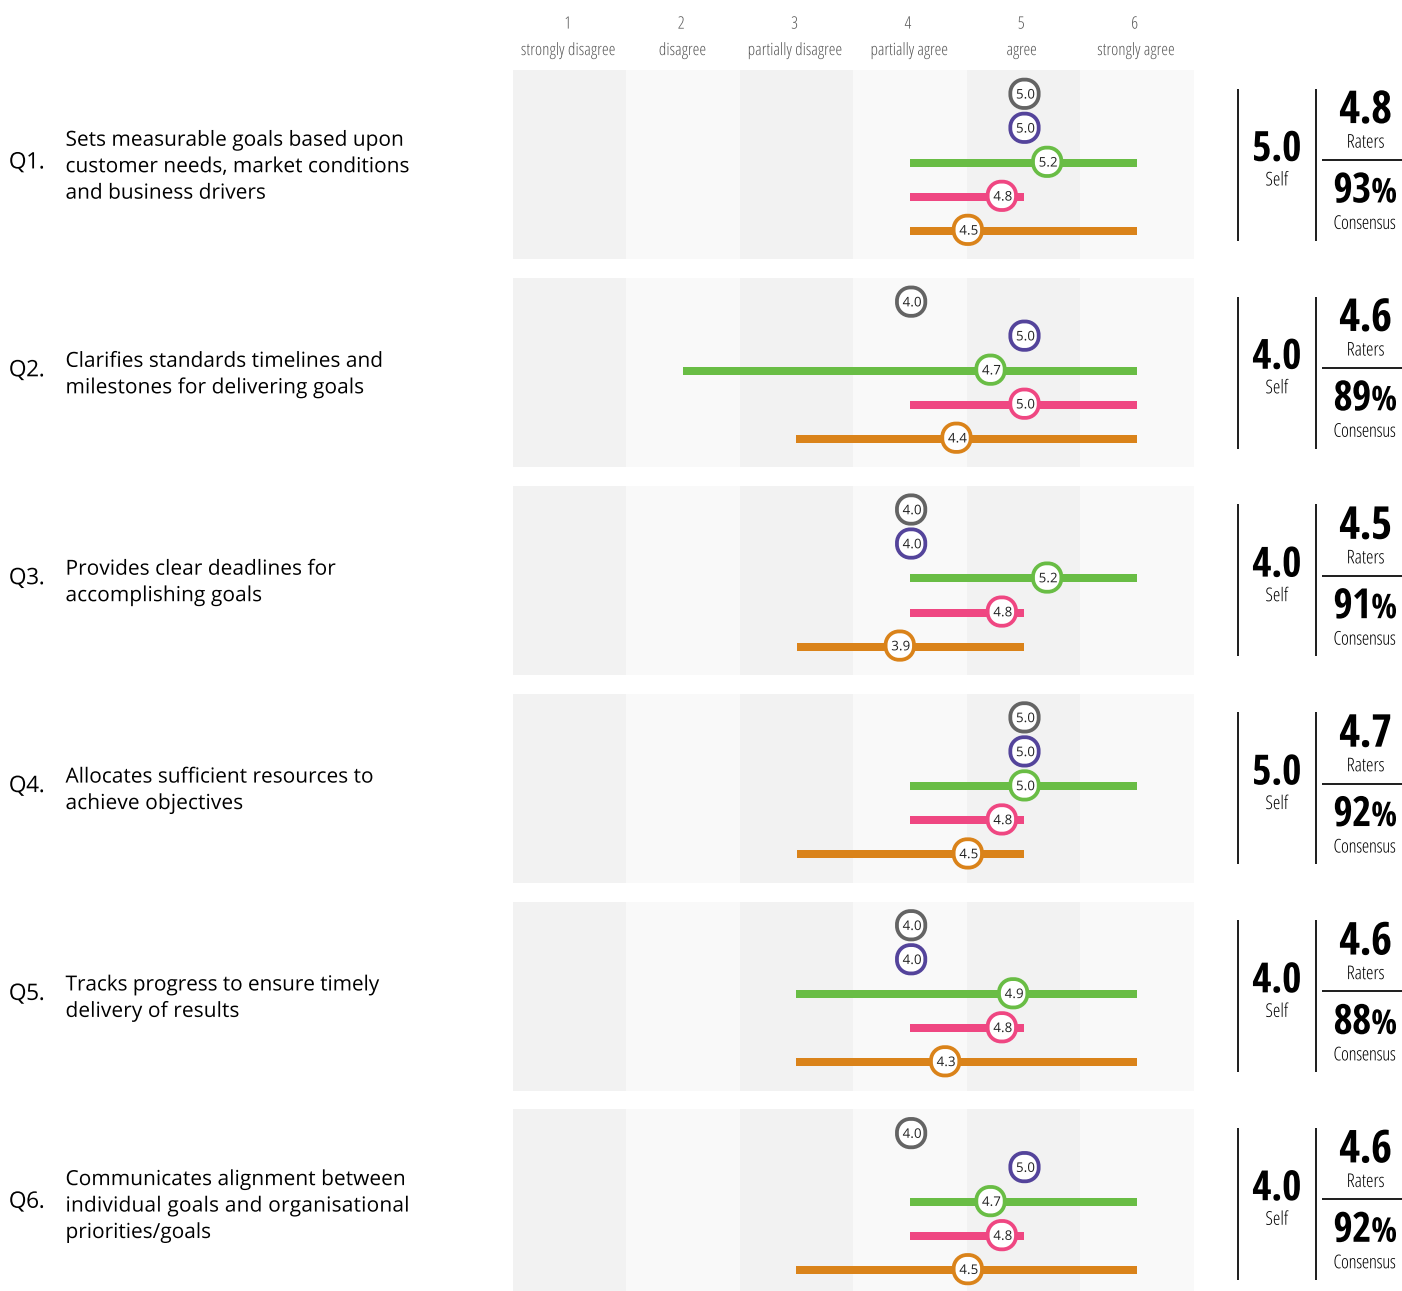 1 2 3 4 5 6
strongly disagree disagree partially disagree partially agree agree strongly agree
Q1.
Sets measurable goals based upon
customer needs, market conditions
and business drivers
5.0
5.0
5.2
4.8
4.5
5.0
Self
4.8
Raters
93%
Consensus
Q2.
Clarifies standards timelines and
milestones for delivering goals
4.0
5.0
4.7
5.0
4.4
4.0
Self
4.6
Raters
89%
Consensus
Q3.
Provides clear deadlines for
accomplishing goals
4.0
4.0
5.2
4.8
3.9
4.0
Self
4.5
Raters
91%
Consensus
Q4.
Allocates sufficient resources to
achieve objectives
5.0
5.0
5.0
4.8
4.5
5.0
Self
4.7
Raters
92%
Consensus
Q5.
Tracks progress to ensure timely
delivery of results
4.0
4.0
4.9
4.8
4.3
4.0
Self
4.6
Raters
88%
Consensus
Q6.
Communicates alignment between
individual goals and organisational
priorities/goals
4.0
5.0
4.7
4.8
4.5
4.0
Self
4.6
Raters
92%
Consensus